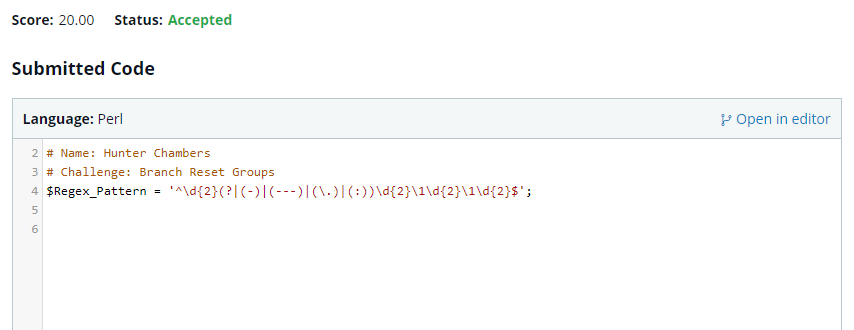 Score: 20.00 Status: Accepted
Submitted Code
Language: Perl Open in editor
2 # Name: Hunter Chambers
3 # Challenge: Branch Reset Groups
4 $Regex_Pattern = '^\d{2}(?|(-)|(---)|(\.)|(:))\d{2}\1\d{2}\1\d{2}$';
5
6